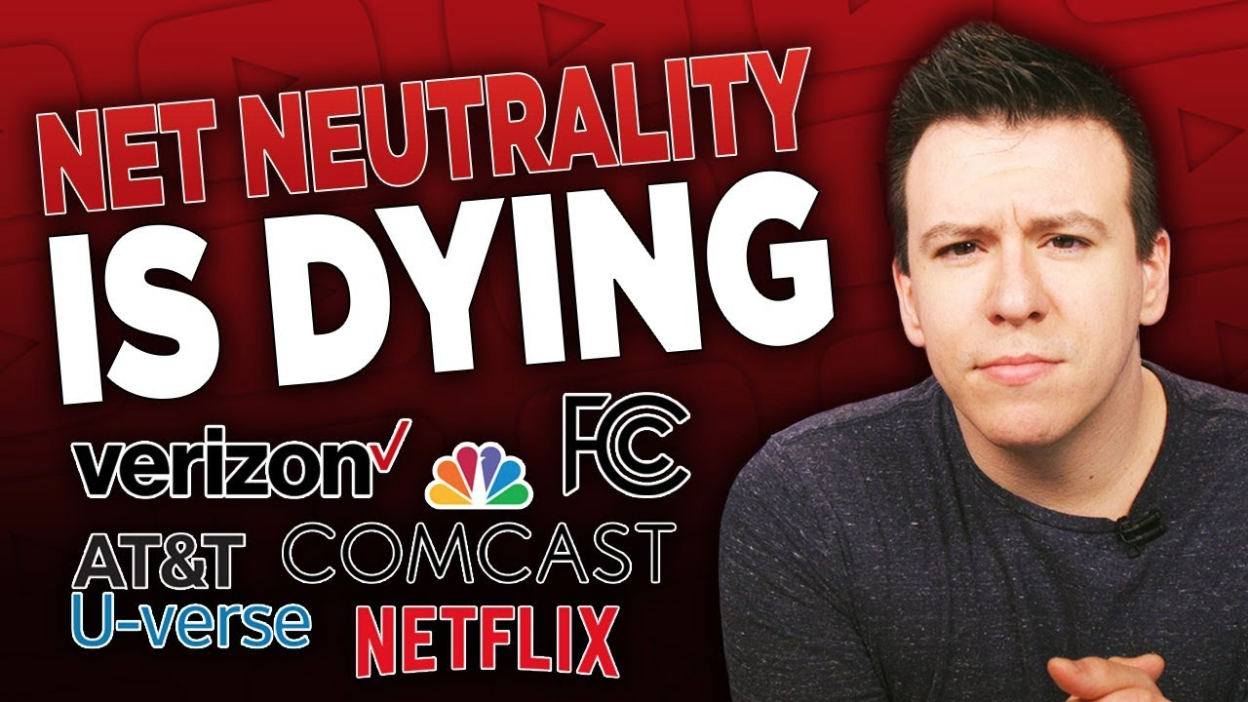 NET NEUTRALITY
IS DYING
verizon
FCC
AT&T
COMCAST
U-verse
NETFLIX